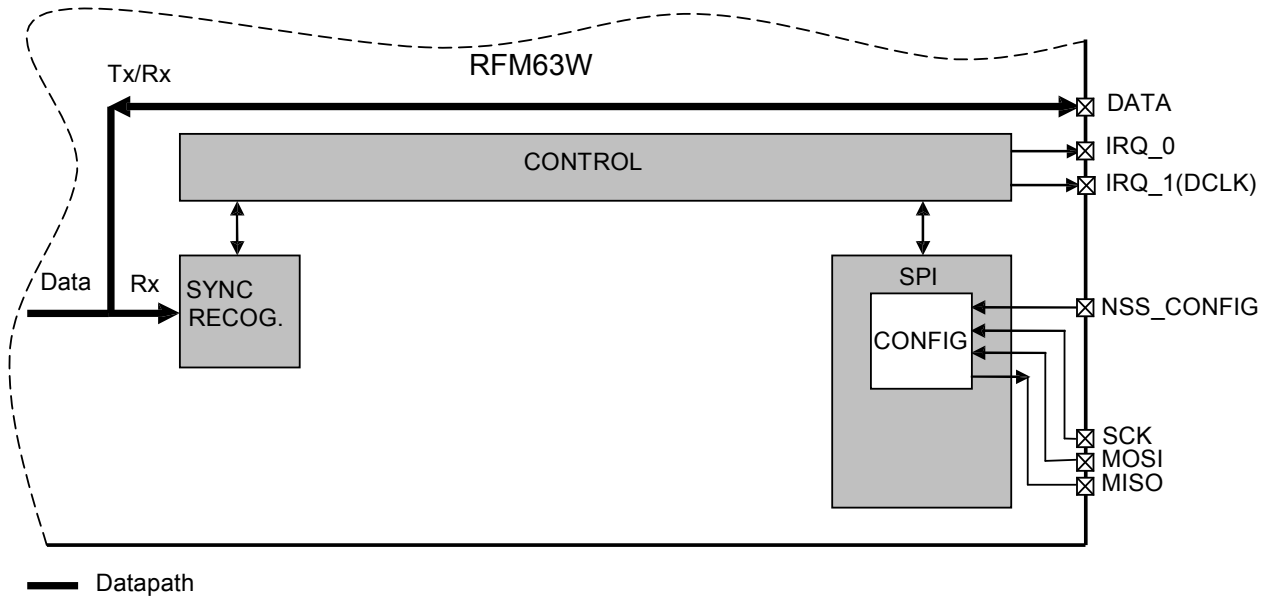 RFM63W
Tx/Rx
DATA
IRQ_0
CONTROL
IRQ_1(DCLK)
Data
Rx
SYNC
RECOG.
SPI
CONFIG
NSS_CONFIG
SCK
MOSI
MISO
Datapath